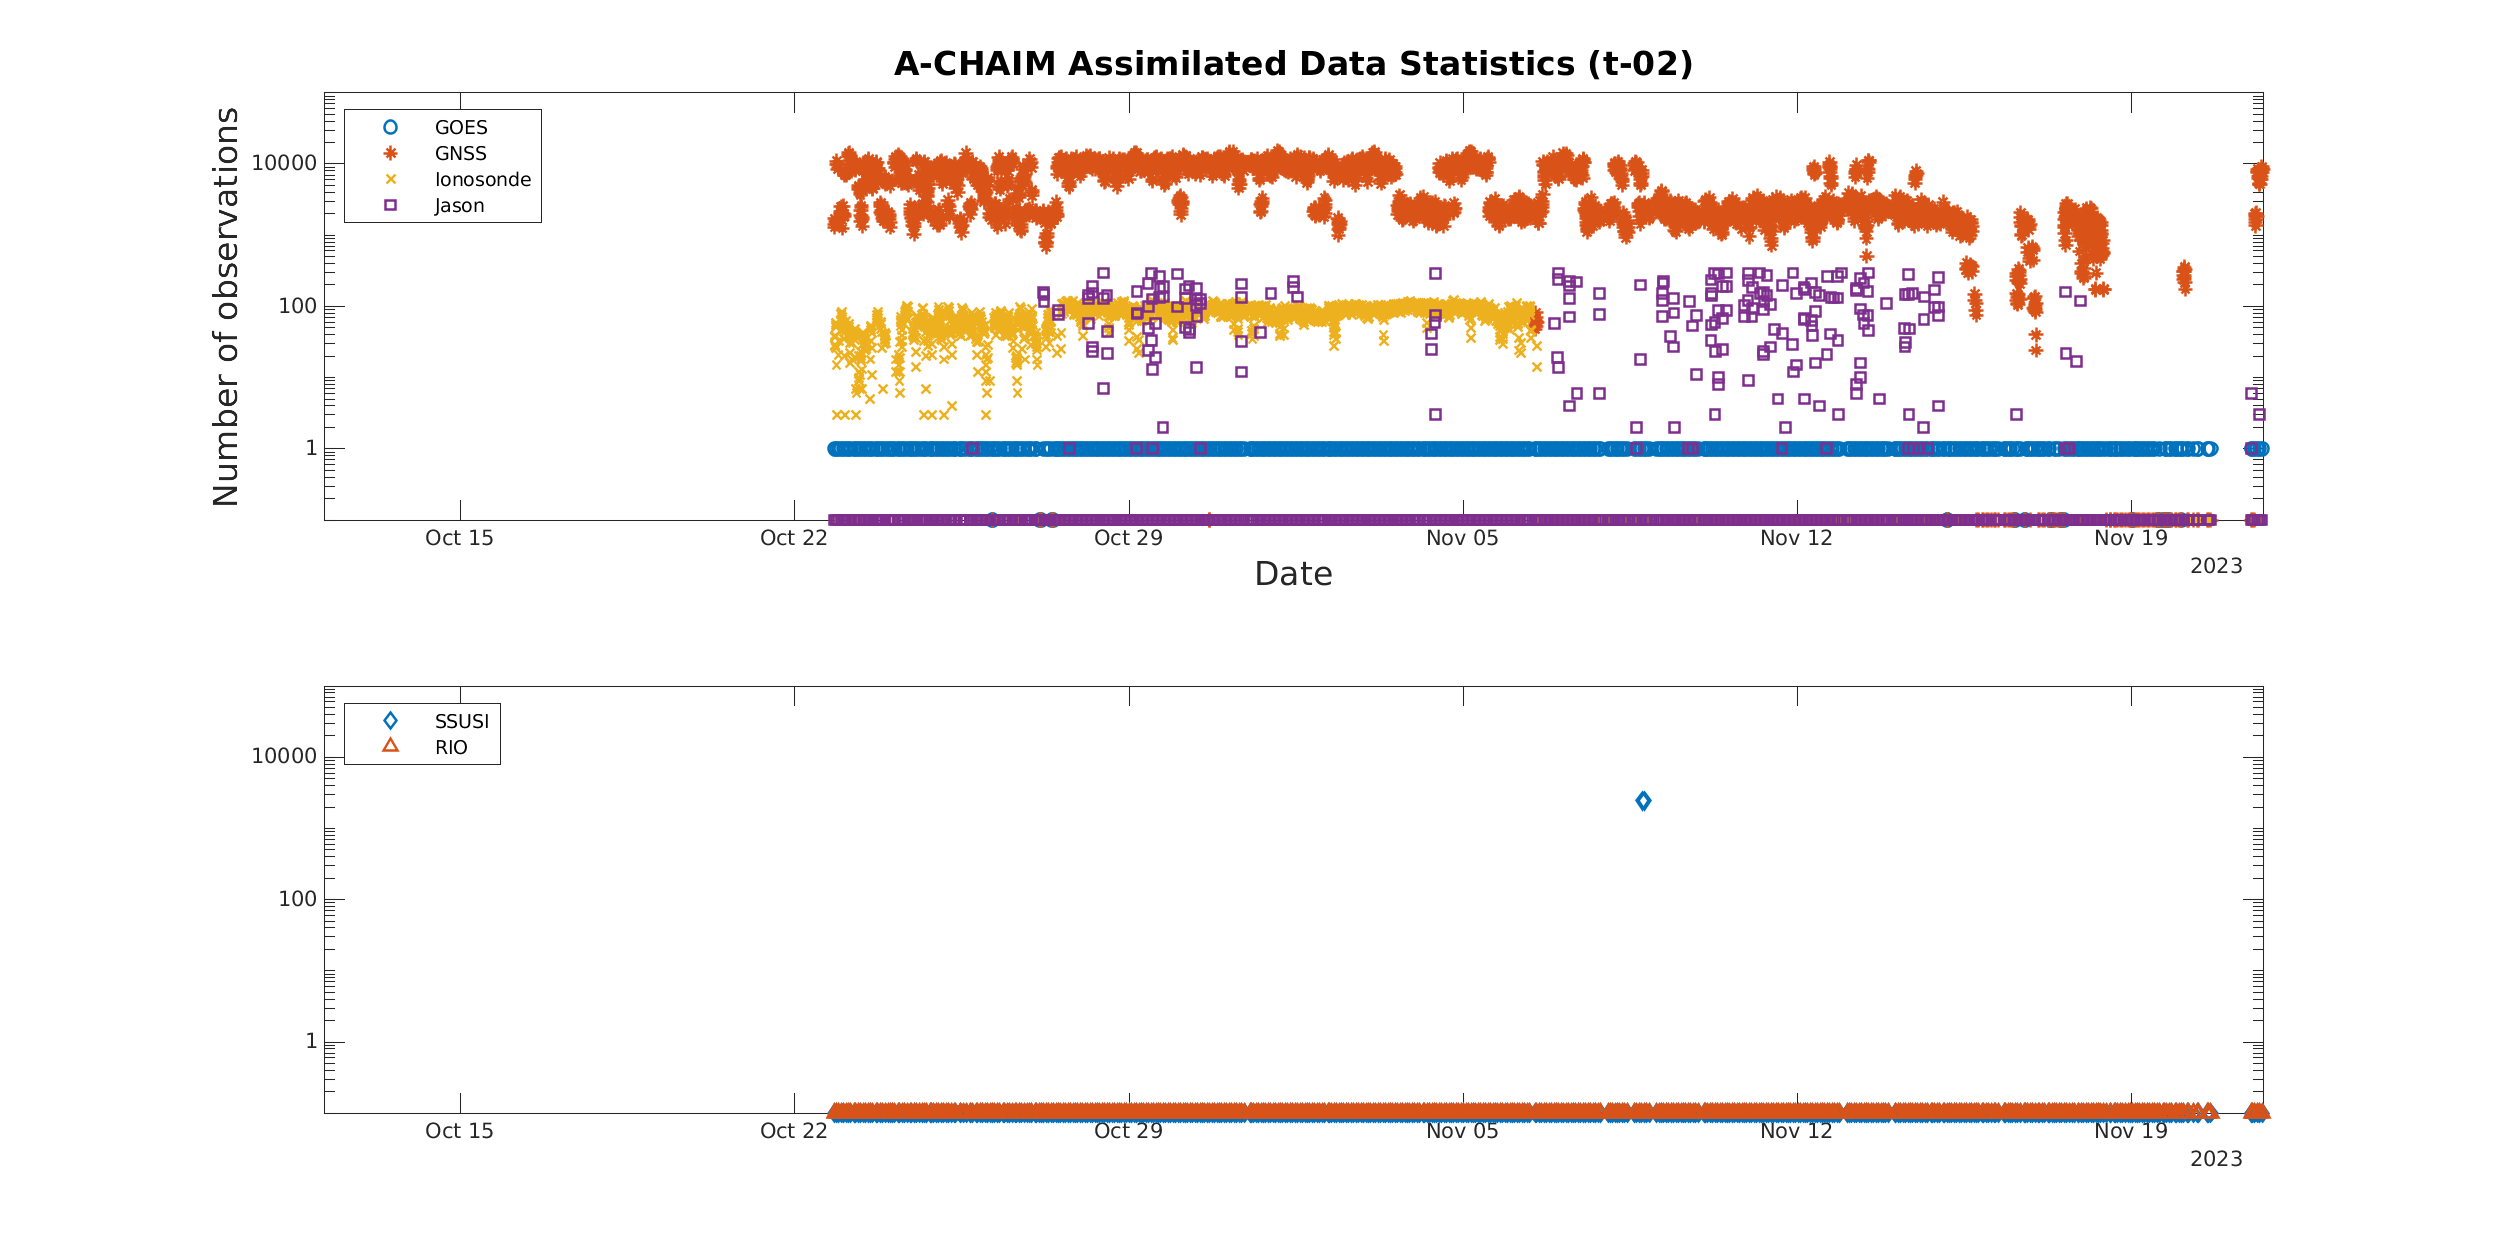 A-CHAIM Assimilated Data Statistics (t-02)
Number of observations
10000
100
1
GOES
GNSS
Ionosonde
Jason
Oct 15
Oct 22
Oct 29
Nov 05
Nov 12
Nov 19
2023
Date
10000
100
1
SSUSI
RIO
Oct 15
Oct 22
Oct 29
Nov 05
Nov 12
Nov 19
2023